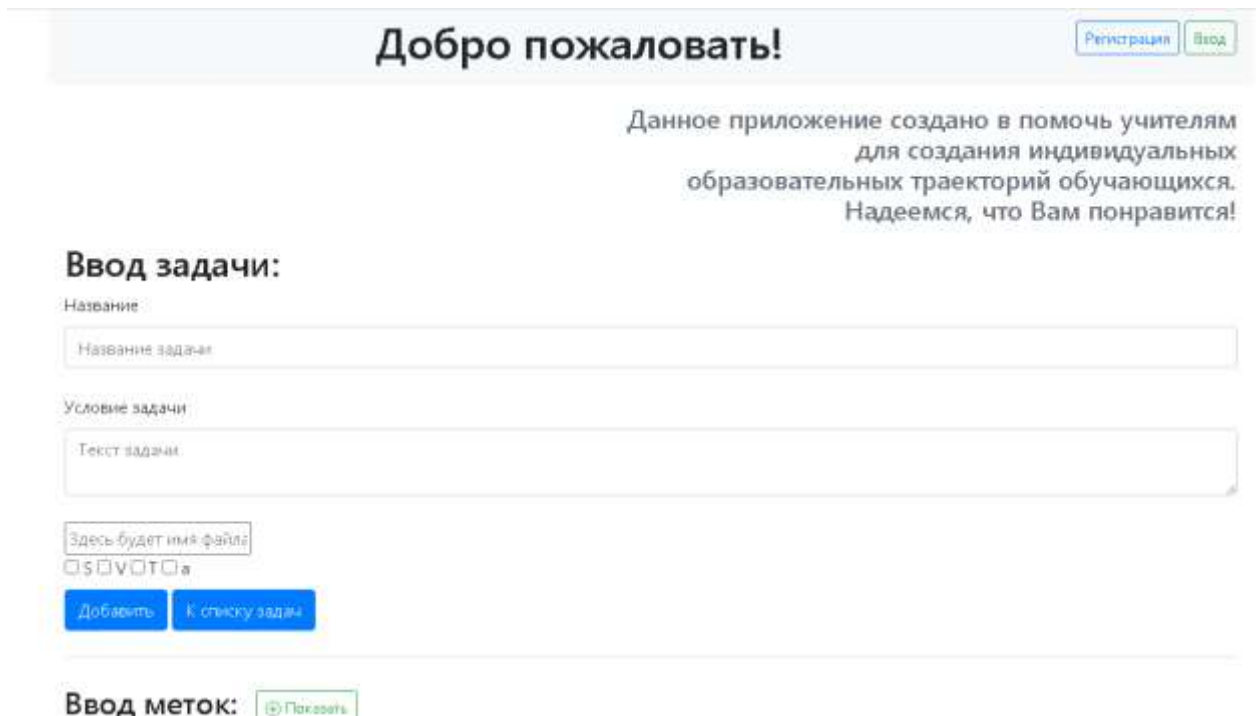 Добро пожаловать!
Регистрация Вход
Данное приложение создано в помочь учителям
для создания индивидуальных
образовательных траекторий обучающихся.
Надеемся, что Вам понравится!
Ввод задачи:
Название
Название задачи
Условие задачи
Текст задачи
Здесь будет имя файла
S V T a
Добавить К списку задач
Ввод меток: Показать